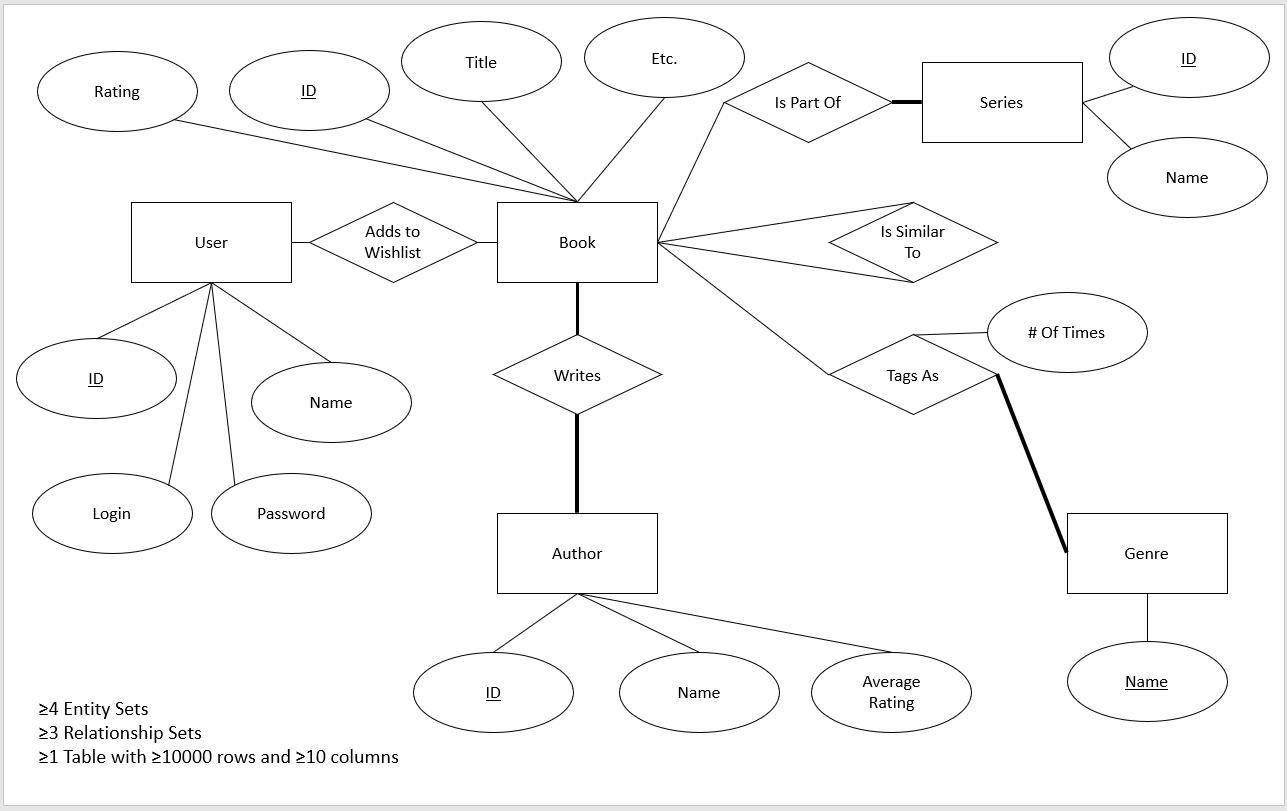 Rating
ID
Title
Etc.
Is Part Of
Series
ID
Name
User
Adds to
Wishlist
Book
Is Similar
To
# Of Times
ID
Name
Writes
Tags As
Login
Password
Author
Genre
ID
Name
Average
Rating
Name
≥4 Entity Sets
≥3 Relationship Sets
≥1 Table with ≥10000 rows and ≥10 columns